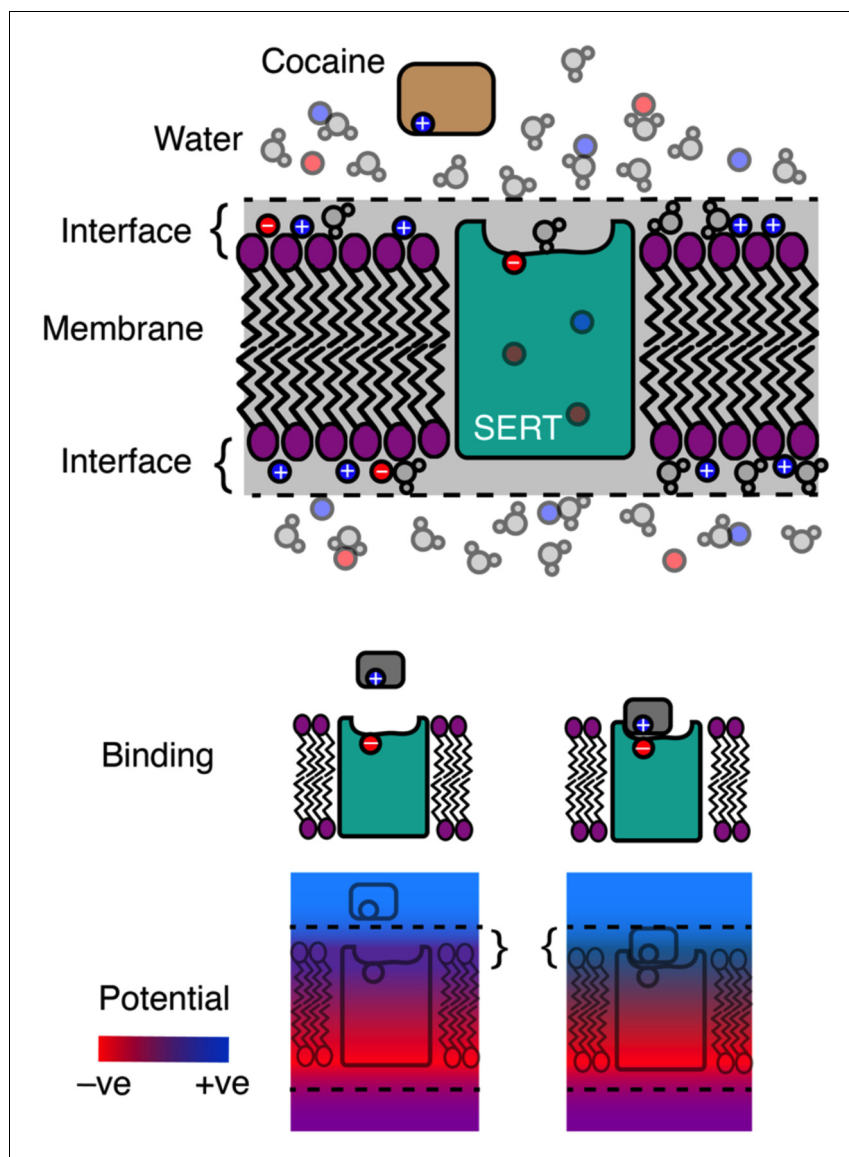 Cocaine
Water
Interface
Membrane
SERT
Interface
Binding
Potential
–ve +ve